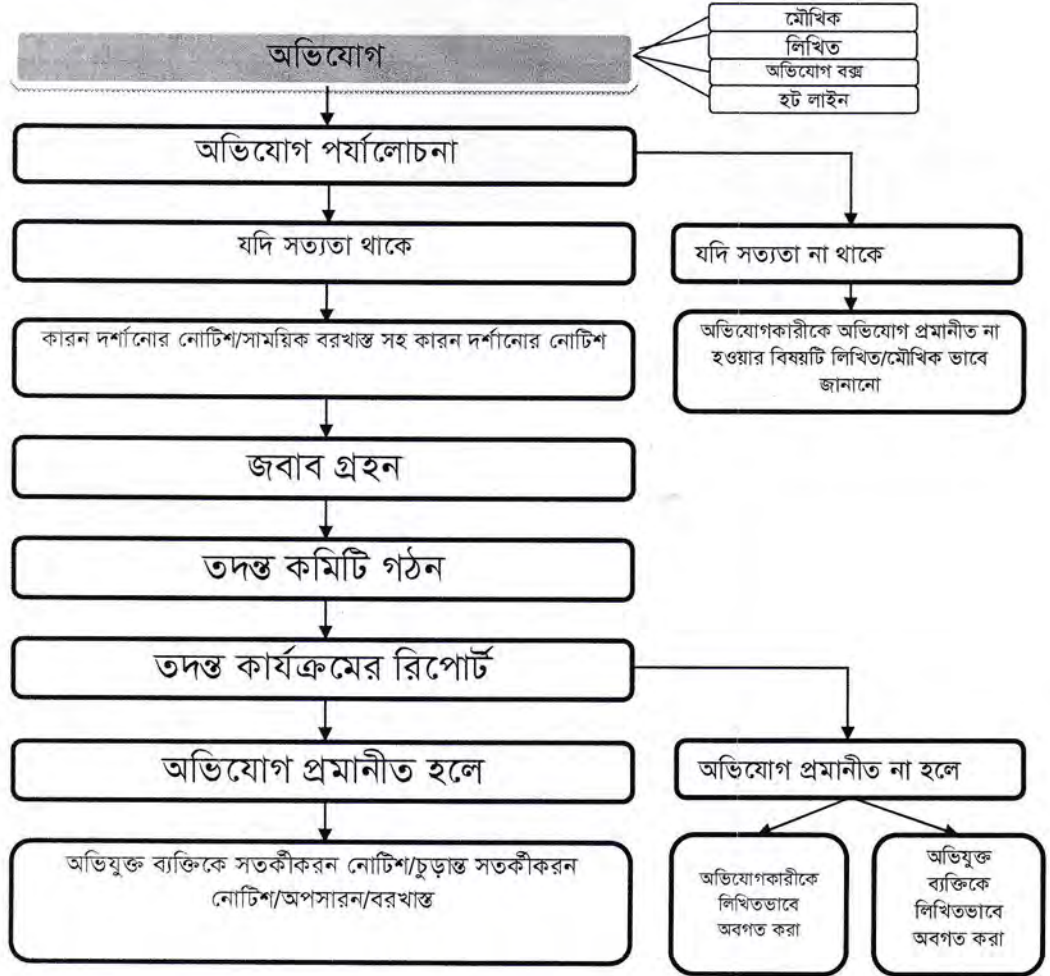 মৌখিক
লিখিত
অভিযোগ বক্স
হট লাইন
অভিযোগ
অভিযোগ পর্যালোচনা
যদি সত্যতা থাকে
যদি সত্যতা না থাকে
কারন দর্শানোর নোটিশ/সাময়িক বরখাস্ত সহ কারন দর্শানোর নোটিশ
অভিযোগকারীকে অভিযোগ প্রমানীত না
হওয়ার বিষয়টি লিখিত/মৌখিক ভাবে
জানানো
জবাব গ্রহন
তদন্ত কমিটি গঠন
তদন্ত কার্যক্রমের রিপোর্ট
অভিযোগ প্রমানীত হলে
অভিযোগ প্রমানীত না হলে
অভিযুক্ত ব্যক্তিকে সতর্কীকরন নোটিশ/চুড়ান্ত সতর্কীকরন
নোটিশ/অপসারন/বরখাস্ত
অভিযোগকারীকে
লিখিতভাবে
অবগত করা
অভিযুক্ত
ব্যক্তিকে
লিখিতভাবে
অবগত করা